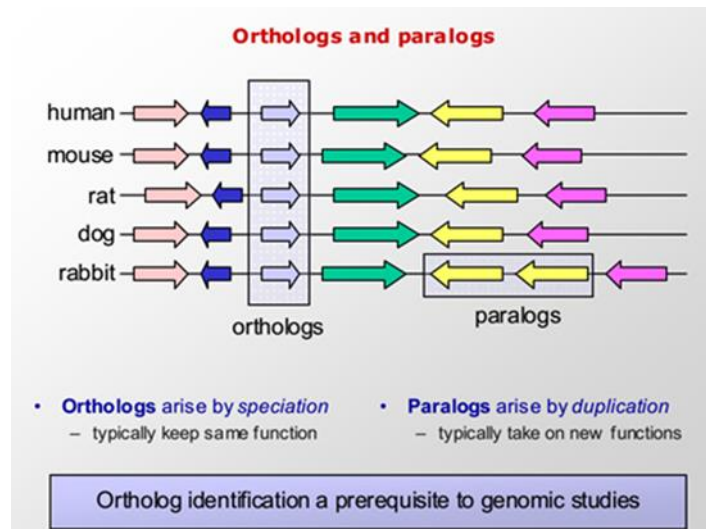 Orthologs and paralogs
human
mouse
rat
dog
rabbit
orthologs
paralogs
• Orthologs arise by speciation
– typically keep same function
• Paralogs arise by duplication
– typically take on new functions
Ortholog identification a prerequisite to genomic studies